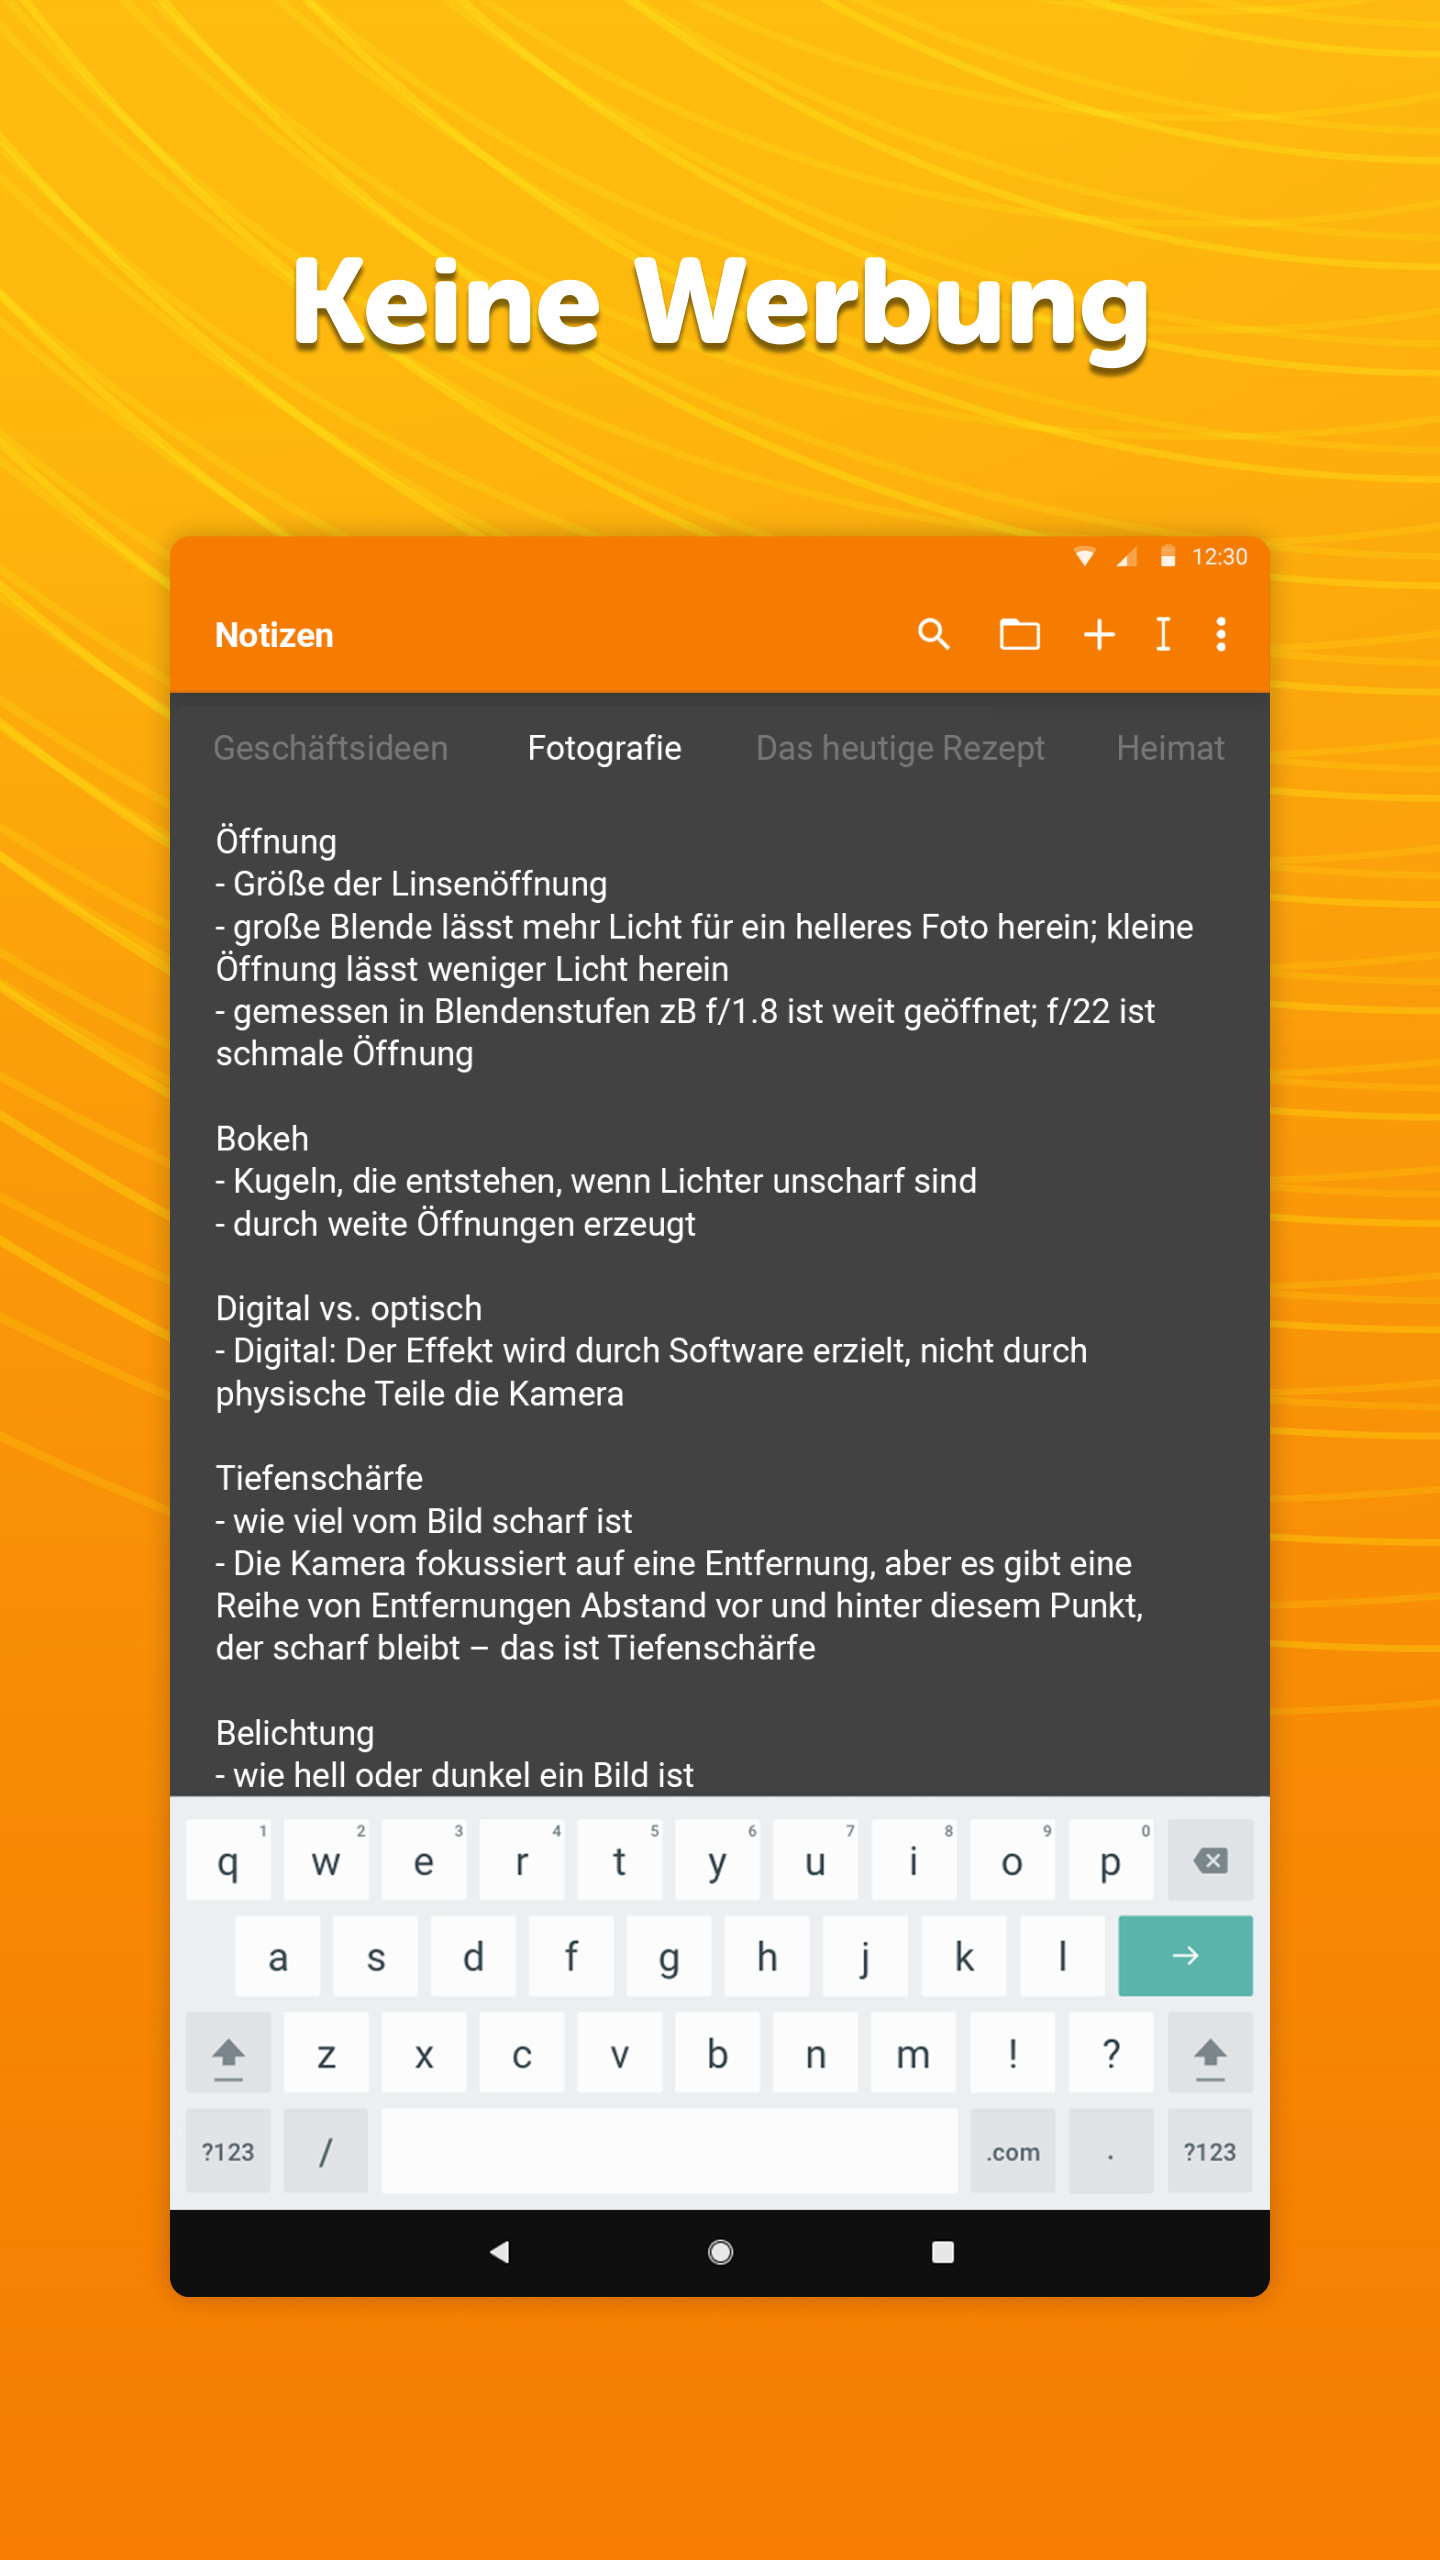 Keine Werbung
12:30
Notizen
Geschäftsideen Fotografie Das heutige Rezept Heimat
Öffnung
- Größe der Linsenöffnung
- große Blende lässt mehr Licht für ein helleres Foto herein; kleine
Öffnung lässt weniger Licht herein
- gemessen in Blendenstufen zB f/1.8 ist weit geöffnet; f/22 ist
schmale Öffnung
Bokeh
- Kugeln, die entstehen, wenn Lichter unscharf sind
- durch weite Öffnungen erzeugt
Digital vs. optisch
- Digital: Der Effekt wird durch Software erzielt, nicht durch
physische Teile die Kamera
Tiefenschärfe
- wie viel vom Bild scharf ist
- Die Kamera fokussiert auf eine Entfernung, aber es gibt eine
Reihe von Entfernungen Abstand vor und hinter diesem Punkt,
der scharf bleibt – das ist Tiefenschärfe
Belichtung
- wie hell oder dunkel ein Bild ist
1 2 3 4 5 6 7 8 9 0
q w e r t y u i o p
a s d f g h j k l
z x c v b n m ! ?
?123 / .com . ?123